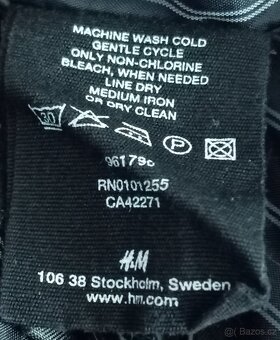 MACHINE WASH COLD
GENTLE CYCLE
ONLY NON-CHLORINE
BLEACH, WHEN NEEDED
LINE DRY
MEDIUM IRON
OR DRY CLEAN
30
961796
RN0101255
CA42271
H&M
106 38 Stockholm, Sweden
www.hm.com
Bazos.cz